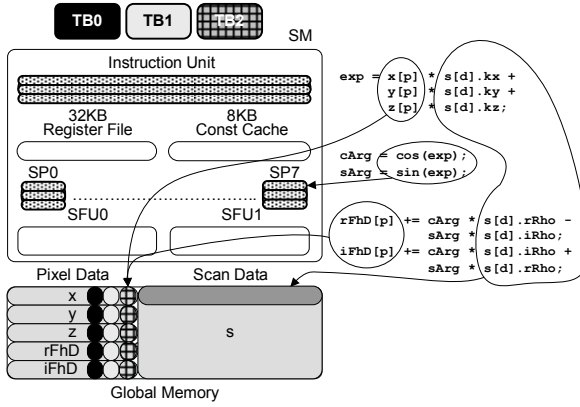 TB0 TB1 TB2
SM
Instruction Unit
32KB
Register File
8KB
Const Cache
SP0 SP7
SFU0 SFU1
exp = x[p] * s[d].kx +
y[p] * s[d].ky +
z[p] * s[d].kz;
cArg = cos(exp);
sArg = sin(exp);
rFhD[p] += cArg * s[d].rRho -
sArg * s[d].iRho;
iFhD[p] += cArg * s[d].iRho +
sArg * s[d].rRho;
Pixel Data Scan Data
x
y
z
rFhD
iFhD
s
Global Memory